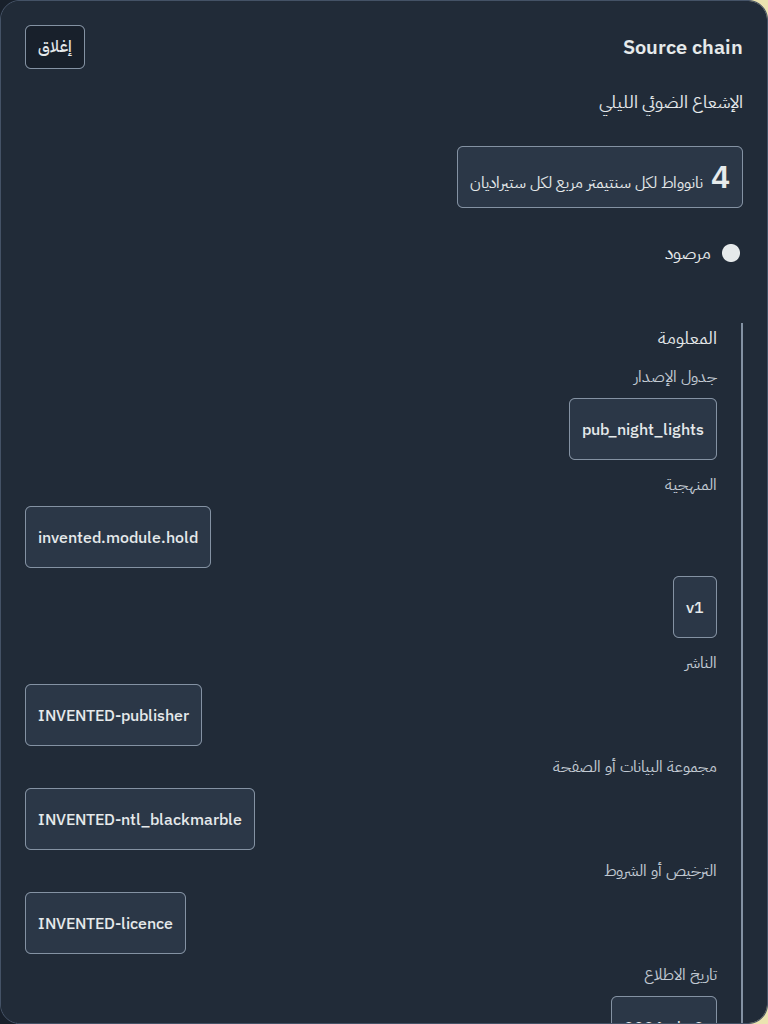 Source chain
إغلاق
الإشعاع الضوئي الليلي
4 نانوواط لكل سنتيمتر مربع لكل ستيراديان
مرصود
المعلومة
جدول الإصدار
pub_night_lights
المنهجية
invented.module.hold
v1
الناشر
INVENTED-publisher
مجموعة البيانات أو الصفحة
INVENTED-ntl_blackmarble
الترخيص أو الشروط
INVENTED-licence
تاريخ الاطلاع